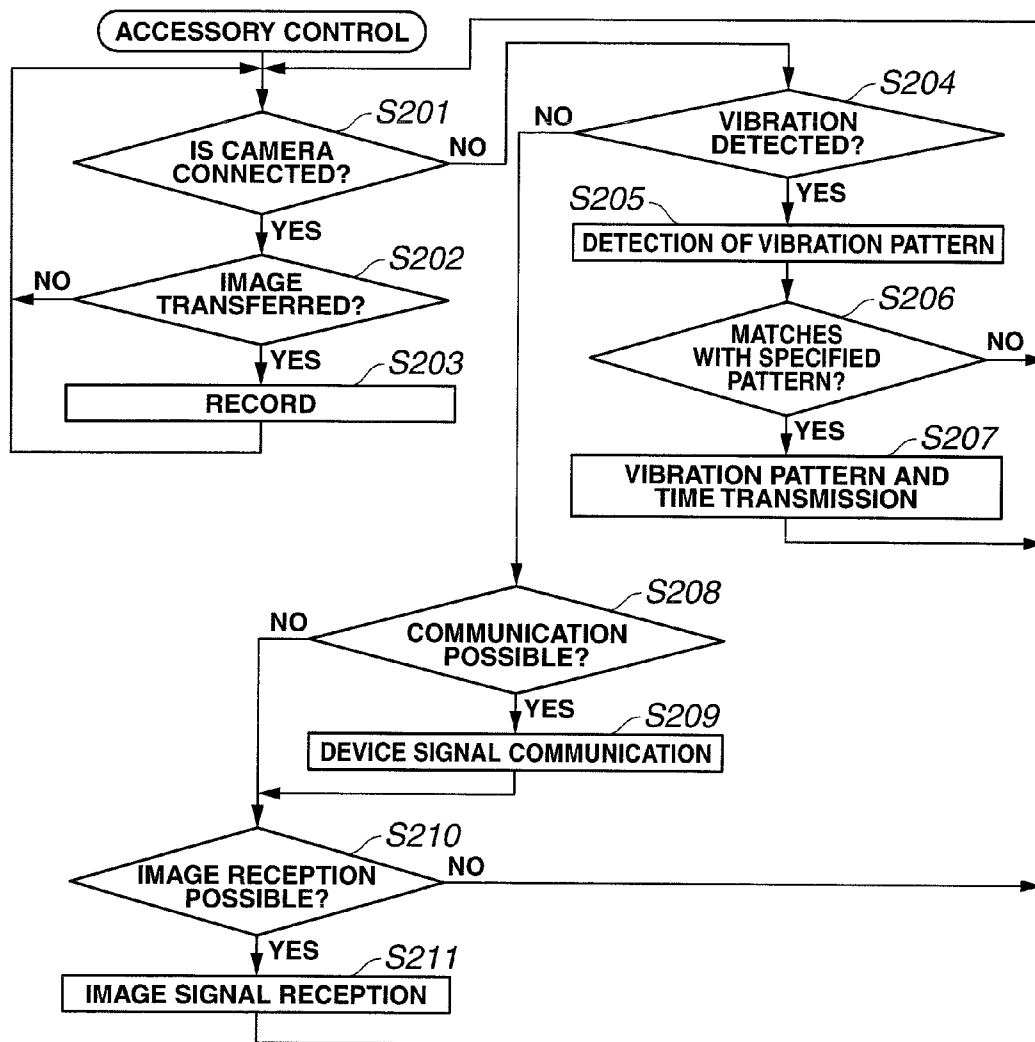 ACCESSORY CONTROL
S201
IS CAMERA
CONNECTED?
NO
YES
S202
NO
IMAGE
TRANSFERRED?
YES
S203
RECORD
S204
NO
VIBRATION
DETECTED?
YES
S205
DETECTION OF VIBRATION PATTERN
S206
MATCHES
WITH SPECIFIED
PATTERN?
NO
YES
S207
VIBRATION PATTERN AND
TIME TRANSMISSION
S208
NO
COMMUNICATION
POSSIBLE?
YES
S209
DEVICE SIGNAL COMMUNICATION
S210
IMAGE RECEPTION
POSSIBLE?
NO
YES
S211
IMAGE SIGNAL RECEPTION